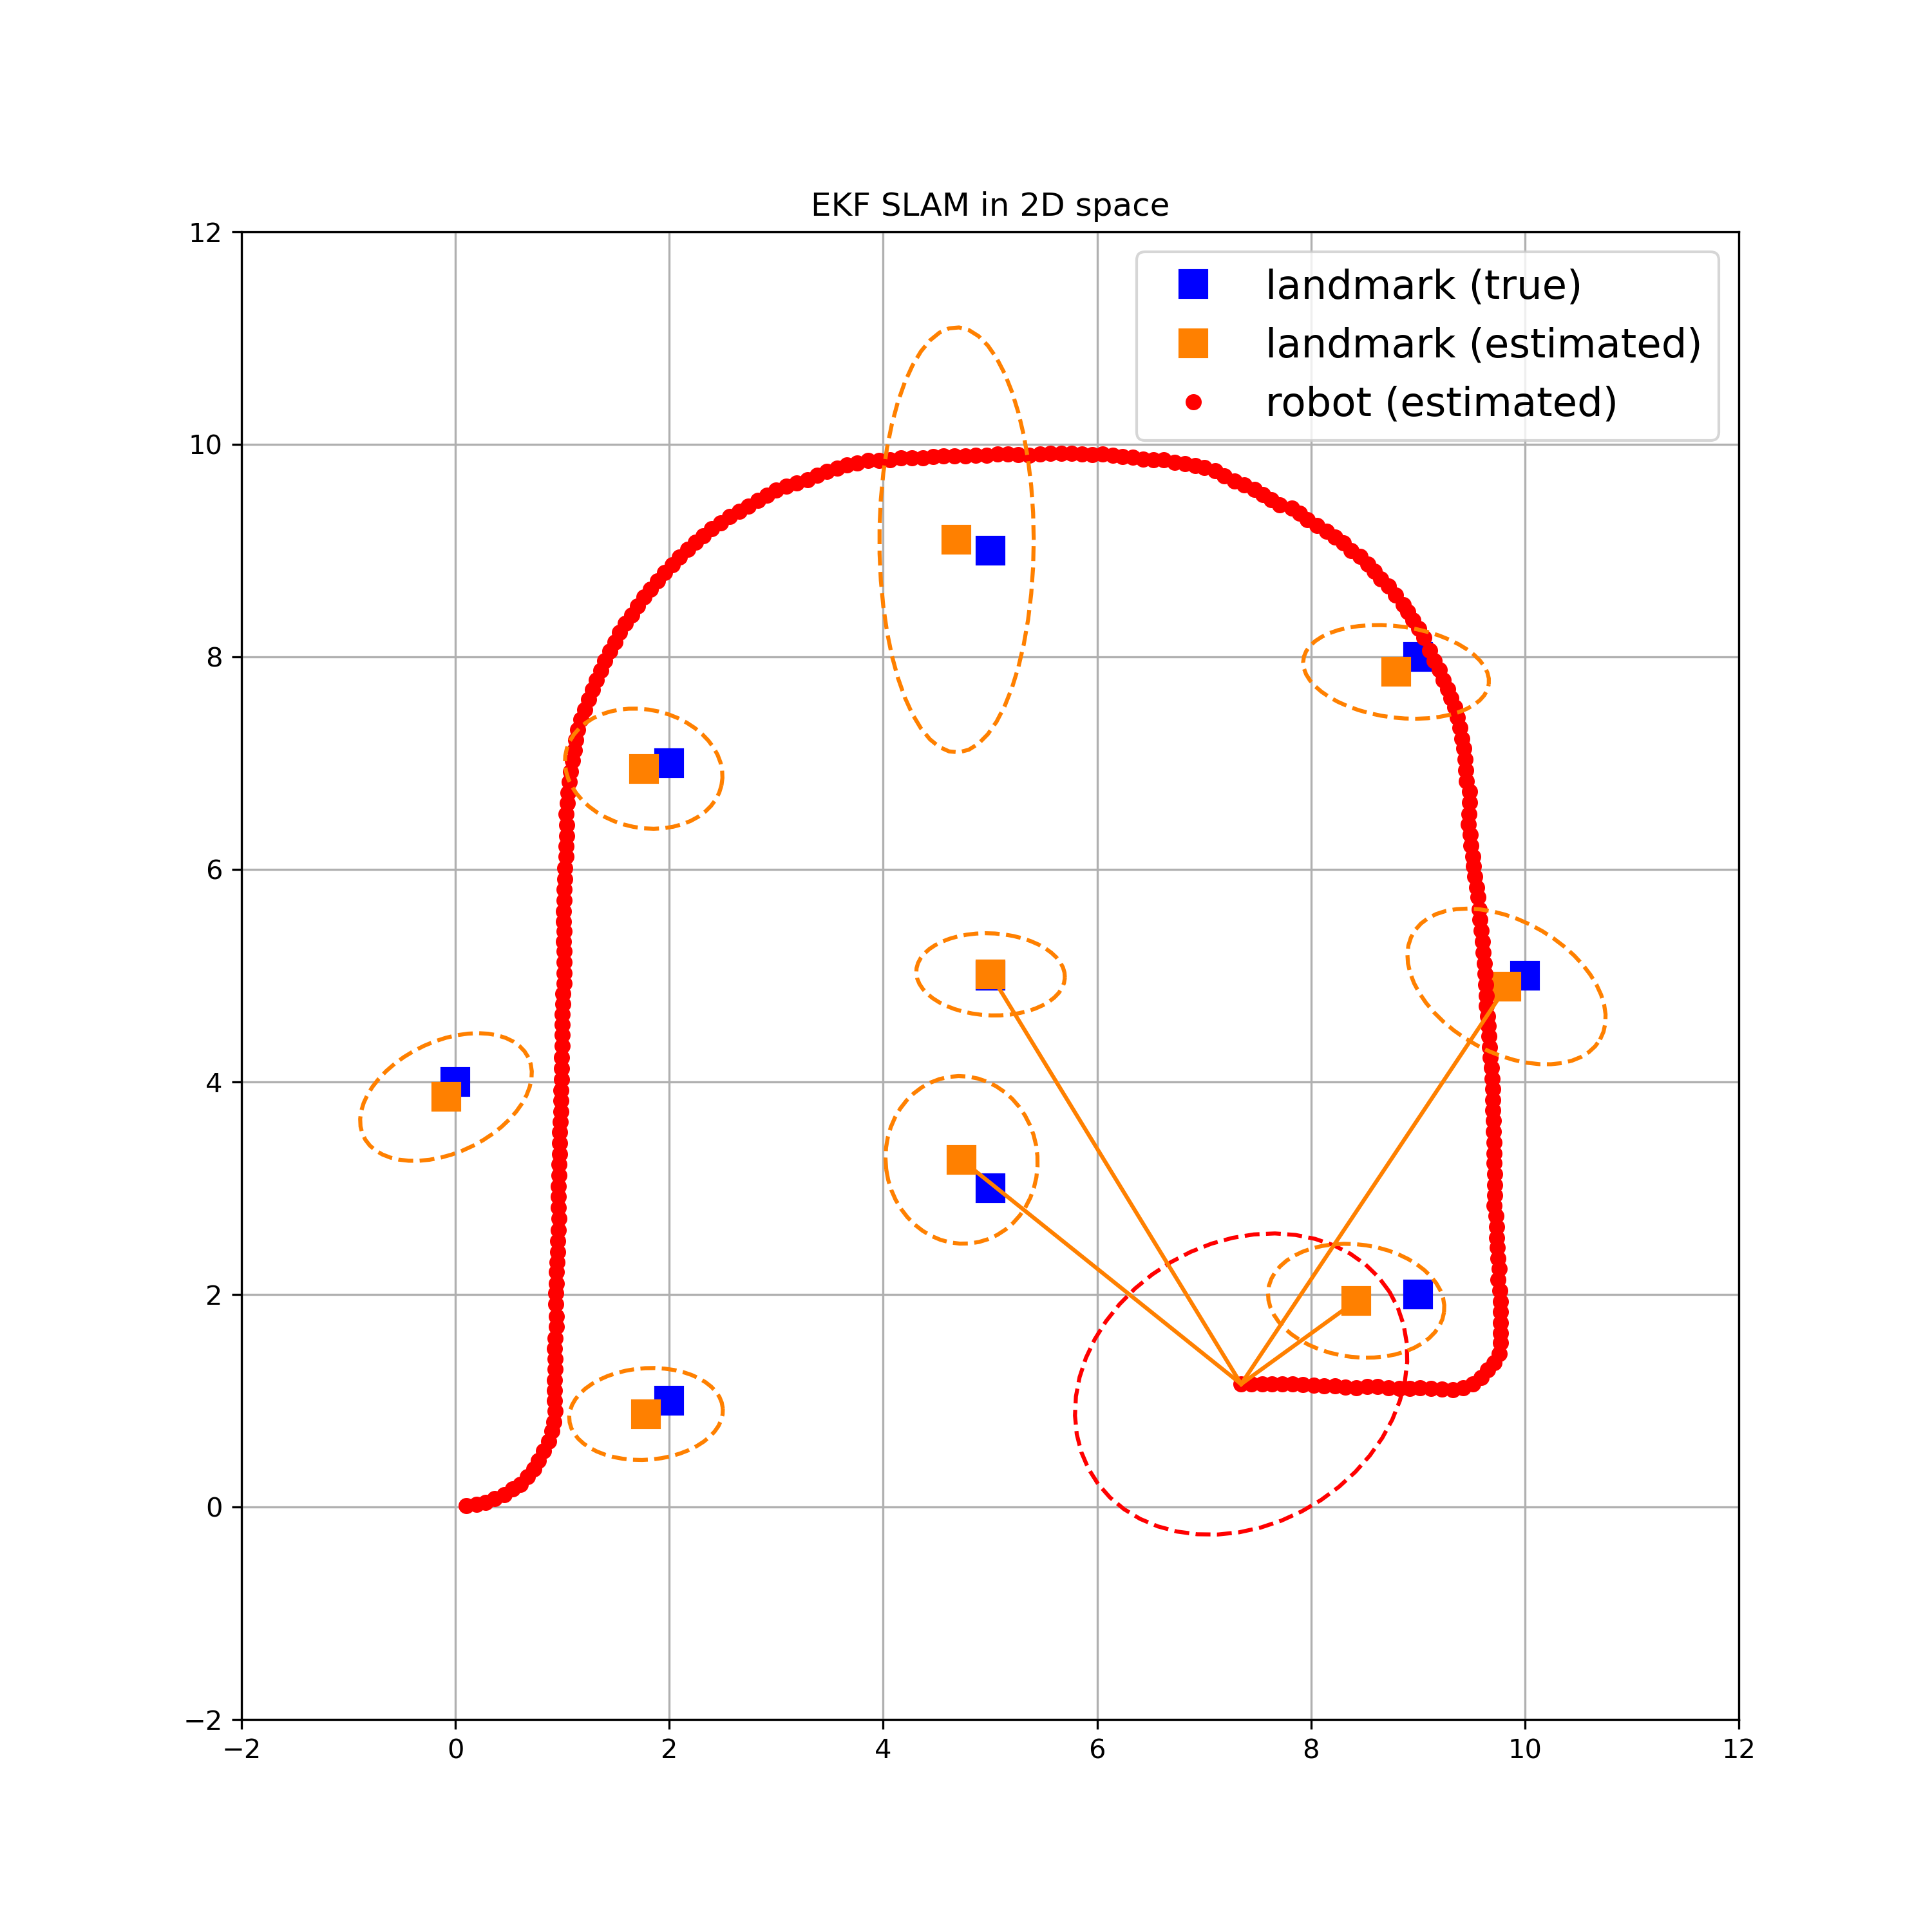 EKF SLAM in 2D space
12
landmark (true)
landmark (estimated)
robot (estimated)
10
8
6
4
2
0
−2
−2 0 2 4 6 8 10 12